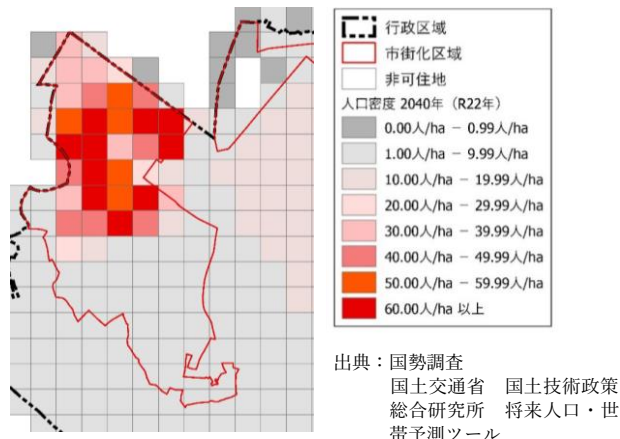 行政区域
市街化区域
非可住地
人口密度 2040年（R22年）
0.00人/ha － 0.99人/ha
1.00人/ha － 9.99人/ha
10.00人/ha － 19.99人/ha
20.00人/ha － 29.99人/ha
30.00人/ha － 39.99人/ha
40.00人/ha － 49.99人/ha
50.00人/ha － 59.99人/ha
60.00人/ha 以上
出典：国勢調査
国土交通省　国土技術政策
総合研究所　将来人口・世
帯予測ツール